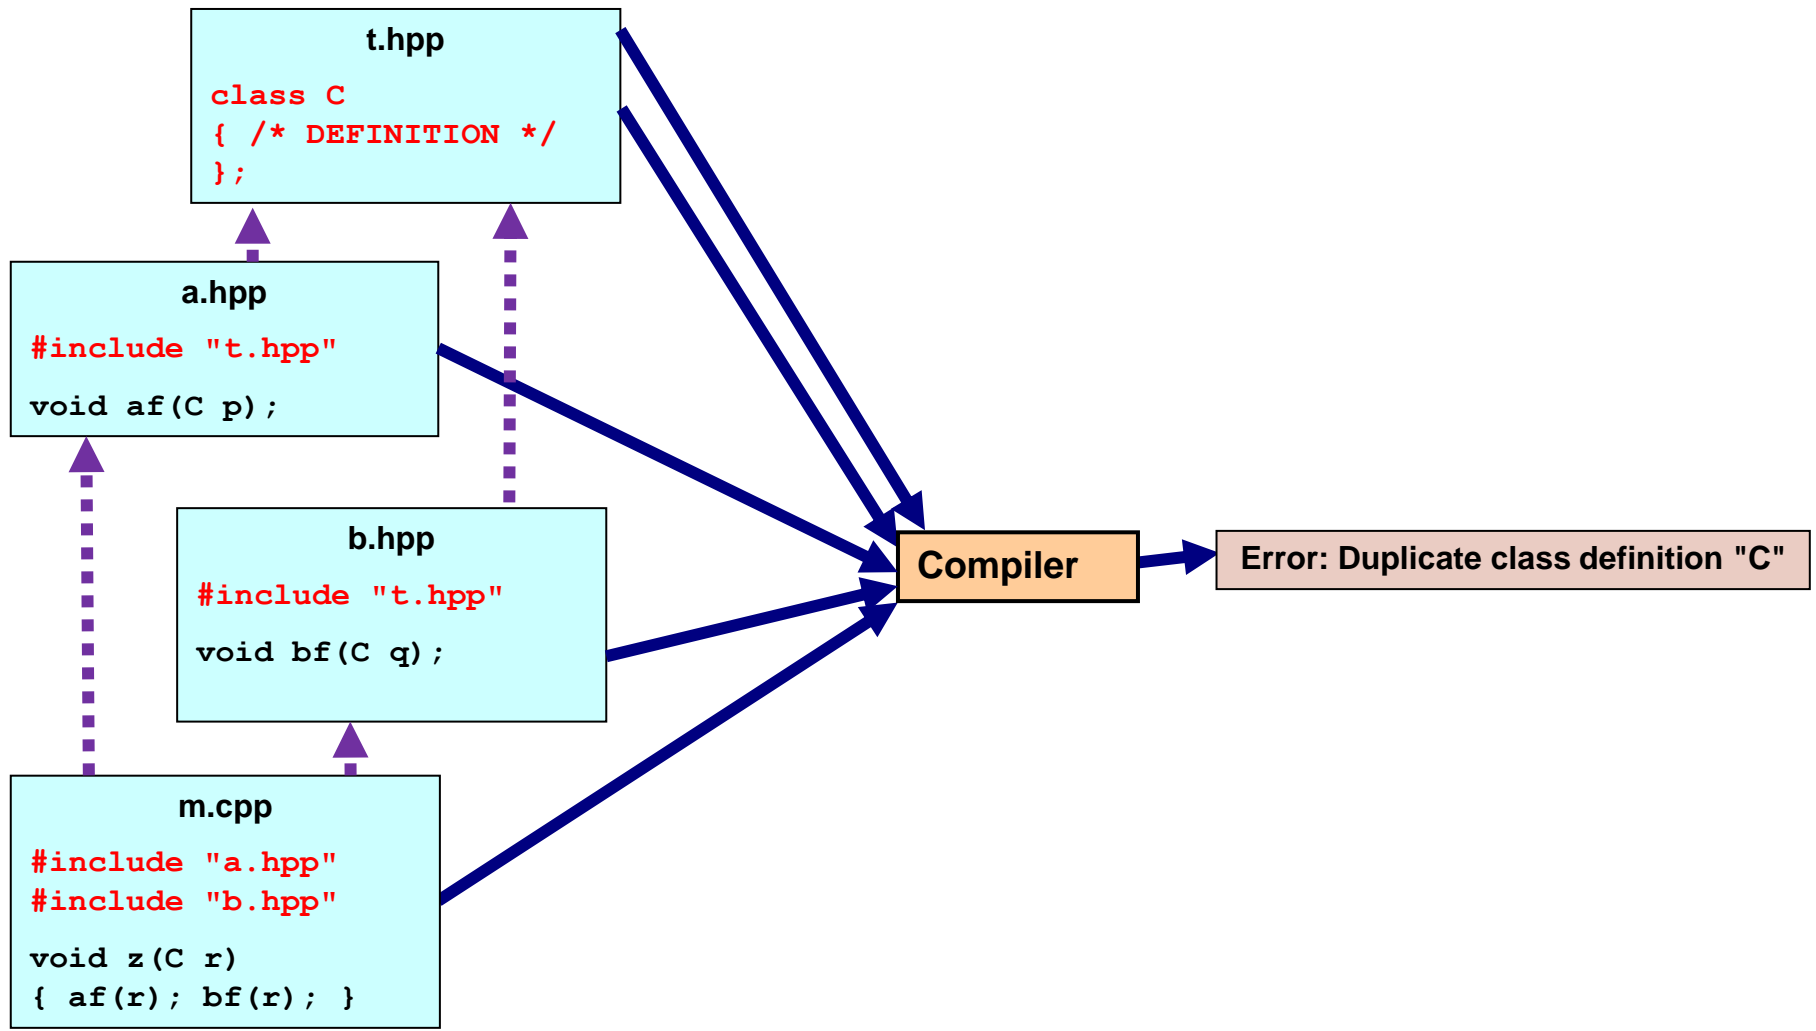 t.hpp
class C
{ /* DEFINITION */
};
a.hpp
#include "t.hpp"
void af(C p);
b.hpp
#include "t.hpp"
void bf(C q);
m.cpp
#include "a.hpp"
#include "b.hpp"
void z(C r)
{ af(r); bf(r); }
Compiler
Error: Duplicate class definition "C"